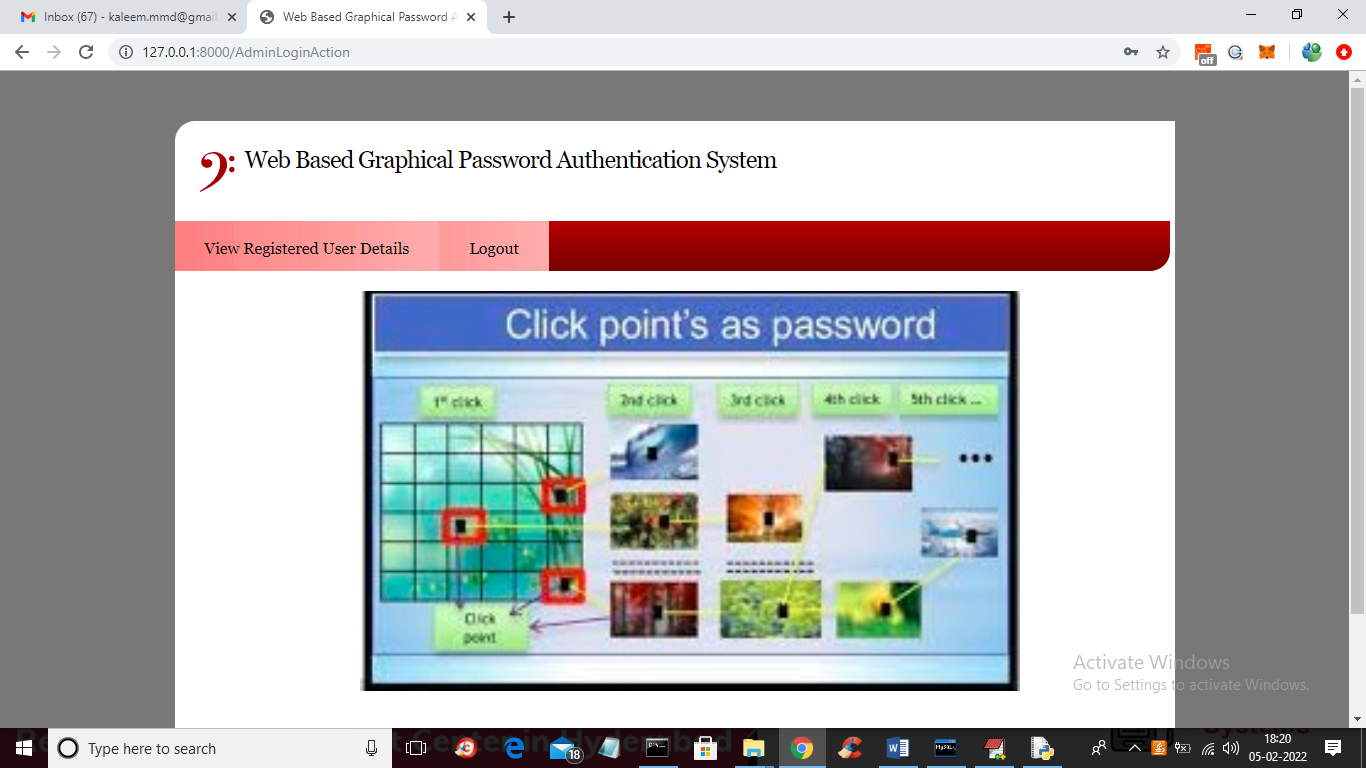 Inbox (67) - kaleem.mmd@gmai
Web Based Graphical Password A
127.0.0.1:8000/AdminLoginAction
off
Web Based Graphical Password Authentication System
View Registered User Details
Logout
Click point's as password
1st click
2nd click
3rd click
4th click
5th click ...
Click
point
Activate Windows
Go to Settings to activate Windows.
Type here to search
18
18:20
05-02-2022